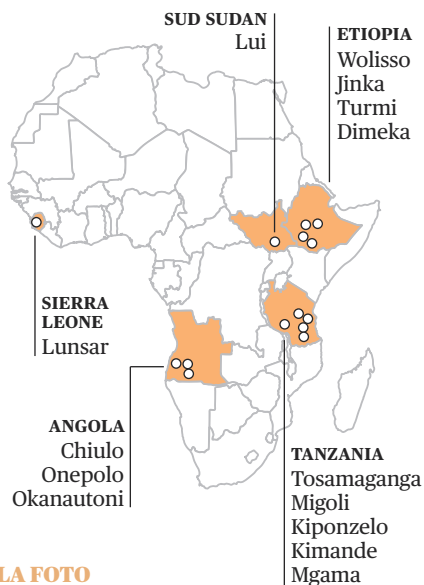 SUD SUDAN
Lui
ETIOPIA
Wolisso
Jinka
Turmi
Dimeka
SIERRA
LEONE
Lunsar
ANGOLA
Chiulo
Onepolo
Okanautoni
TANZANIA
Tosamaganga
Migoli
Kiponzelo
Kimande
Mgama
LA FOTO